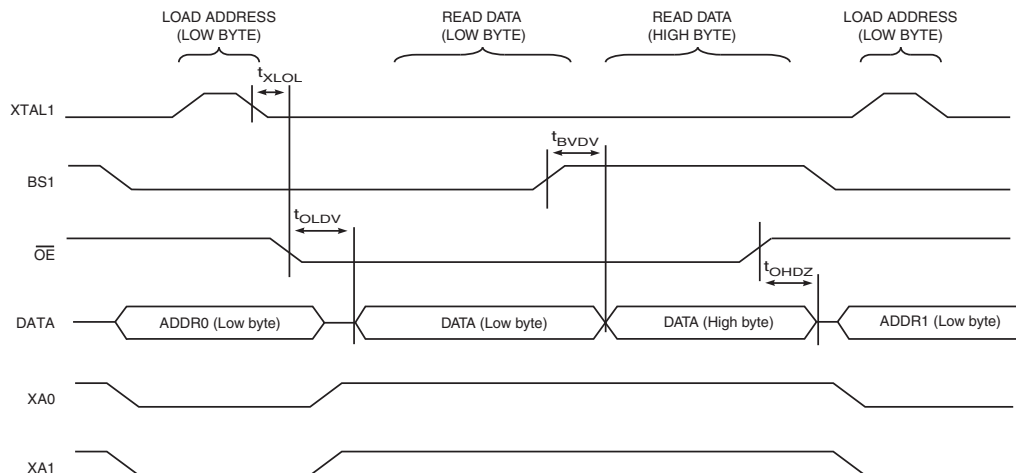 LOAD ADDRESS
(LOW BYTE)
READ DATA
(LOW BYTE)
READ DATA
(HIGH BYTE)
LOAD ADDRESS
(LOW BYTE)
tXLOL
XTAL1
tBVDV
BS1
tOLDV
OE
tOHDZ
DATA
ADDR0 (Low byte)
DATA (Low byte)
DATA (High byte)
ADDR1 (Low byte)
XA0
XA1